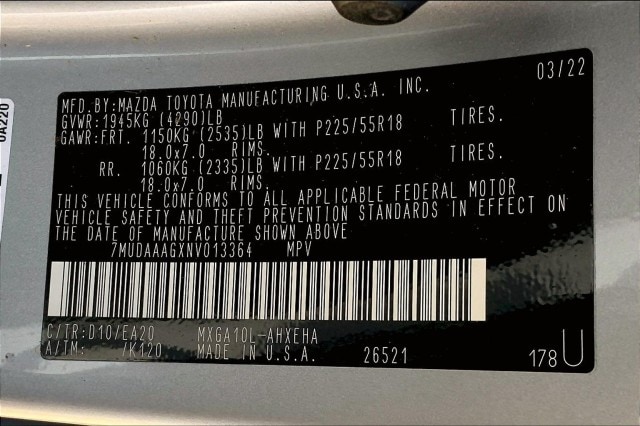 MFD.BY:MAZDA TOYOTA MANUFACTURING U.S.A. INC. 03/22
GVWR:1945KG (4290)LB
GAWR:FRT. 1150KG (2535)LB WITH P225/55R18 TIRES.
18.0x7.0 RIMS.
RR. 1060KG (2335)LB WITH P225/55R18 TIRES.
18.0x7.0 RIMS.
THIS VEHICLE CONFORMS TO ALL APPLICABLE FEDERAL MOTOR
VEHICLE SAFETY AND THEFT PREVENTION STANDARDS IN EFFECT ON
THE DATE OF MANUFACTURE SHOWN ABOVE
7MUDAAAGXNV013364 MPV
C/TR:D10/EA20 MXGA10L-AHXEHA
A/TM: /K120 MADE IN U.S.A. 26521 178 U
0A220